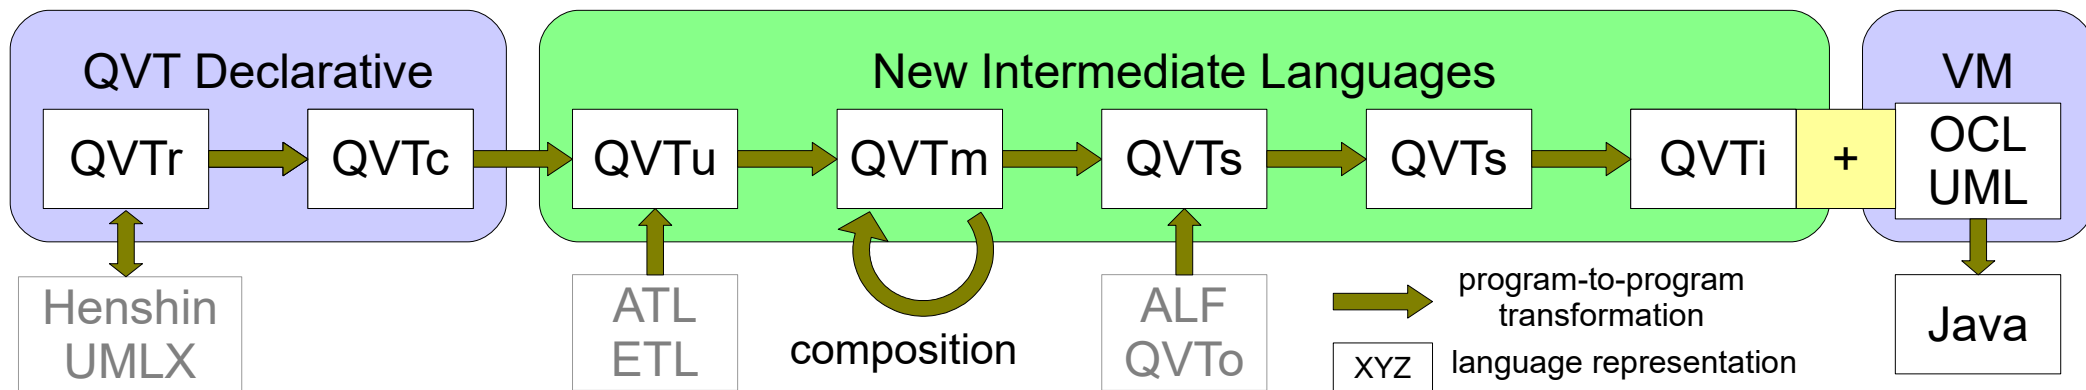 QVT Declarative
New Intermediate Languages
VM
QVTr
QVTc
QVTu
QVTm
QVTs
QVTs
QVTi
+
OCL
UML
Henshin
UMLX
ATL
ETL
composition
ALF
QVTo
program-to-program
transformation
XYZ
language representation
Java